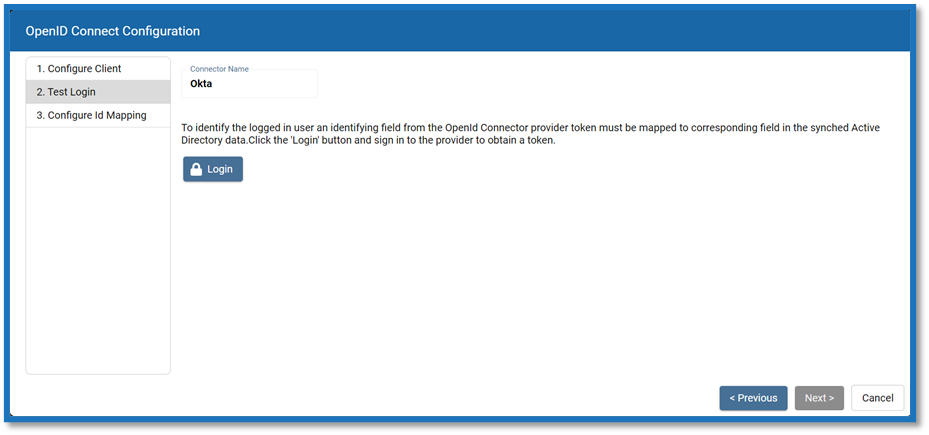 OpenID Connect Configuration
1. Configure Client
2. Test Login
3. Configure Id Mapping
Connector Name
Okta
To identify the logged in user an identifying field from the OpenId Connector provider token must be mapped to corresponding field in the synched Active
Directory data.Click the 'Login' button and sign in to the provider to obtain a token.
Login
< Previous
Next >
Cancel